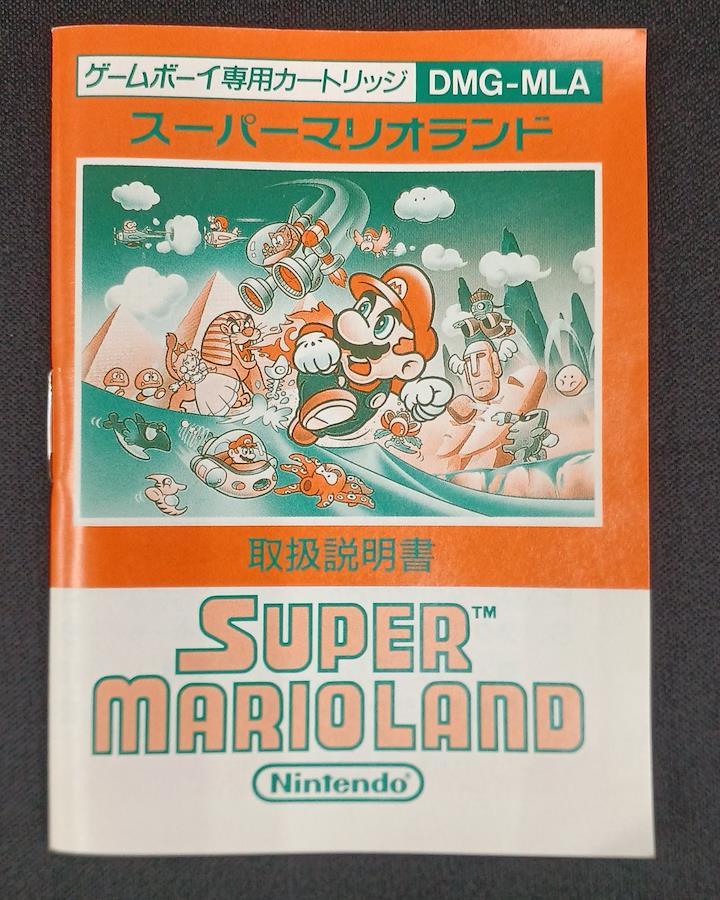 ゲームボーイ専用カートリッジ DMG-MLA
スーパーマリオランド
取扱説明書
SUPER™
MARIOLAND
Nintendo®